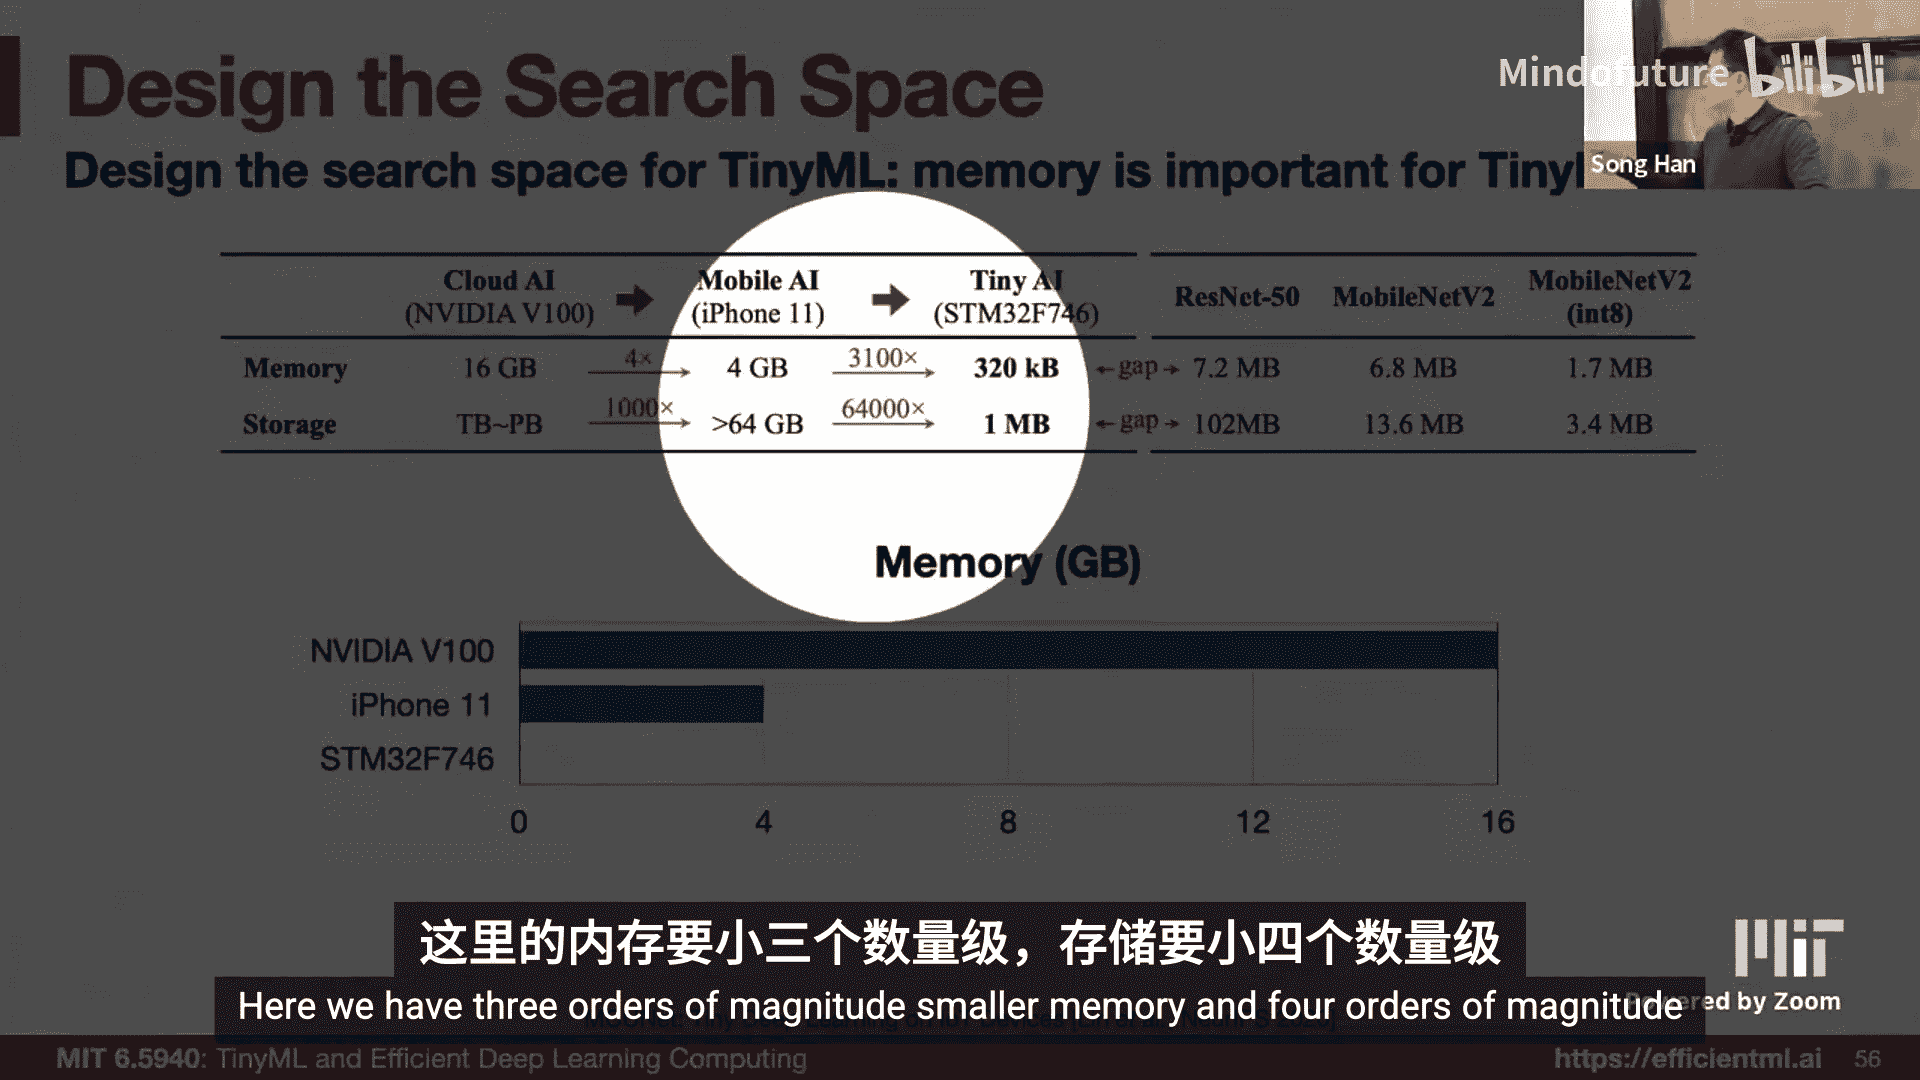 Design the Search Space
Mindofuture bilibili
Design the search space for TinyML: memory is important for Tiny
Song Han
Cloud AI Mobile AI Tiny AI ResNet-50 MobileNetV2 MobileNetV2
(NVIDIA V100) (iPhone 11) (STM32F746) (int8)
Memory 16 GB 4× 4 GB 3100× 320 kB gap 7.2 MB 6.8 MB 1.7 MB
Storage TB~PB 1000× >64 GB 64000× 1 MB gap 102MB 13.6 MB 3.4 MB
Memory (GB)
NVIDIA V100
iPhone 11
STM32F746
0 4 8 12 16
这里的内存要小三个数量级，存储要小四个数量级
MIT
Here we have three orders of magnitude smaller memory and four orders of magnitude
Powered by Zoom
MIT 6.5940: TinyML and Efficient Deep Learning Computing https://efficientml.ai 56